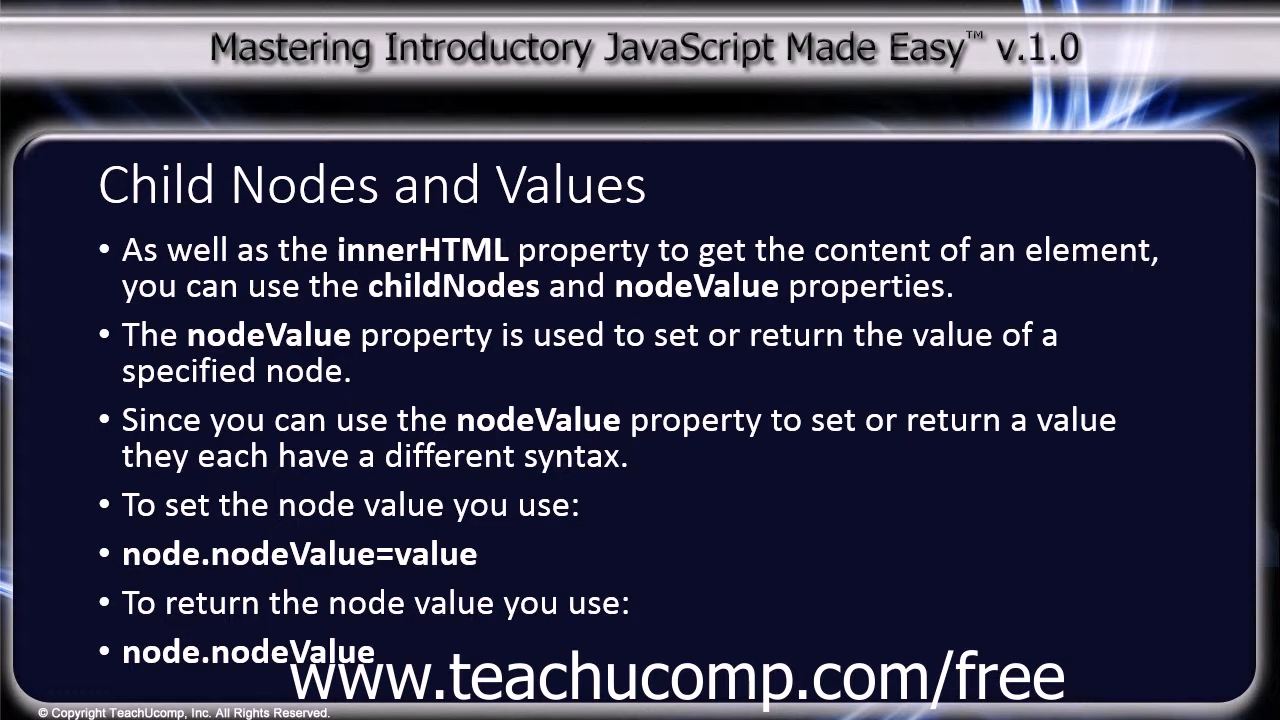 Mastering Introductory JavaScript Made Easy™ v.1.0
Child Nodes and Values
• As well as the innerHTML property to get the content of an element,
you can use the childNodes and nodeValue properties.
• The nodeValue property is used to set or return the value of a
specified node.
• Since you can use the nodeValue property to set or return a value
they each have a different syntax.
• To set the node value you use:
• node.nodeValue=value
• To return the node value you use:
• node.nodeValue
www.teachucomp.com/free
© Copyright TeachUcomp, Inc. All Rights Reserved.